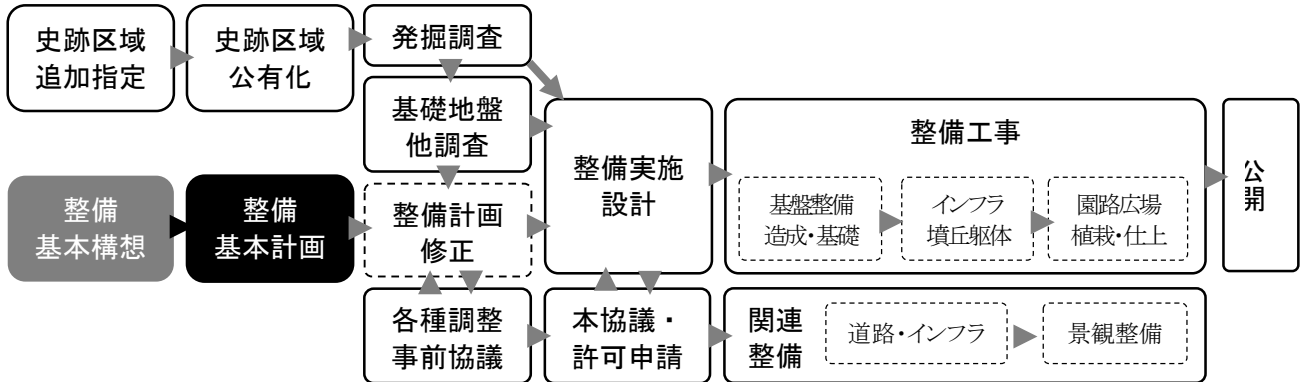 史跡区域
追加指定
史跡区域
公有化
発掘調査
基礎地盤
他調査
整備
基本構想
整備
基本計画
整備計画
修正
各種調整
事前協議
整備実施
設計
本協議・
許可申請
整備工事
基盤整備
造成・基礎
インフラ
墳丘躯体
園路広場
植栽・仕上
関連
整備
道路・インフラ
景観整備
公
開